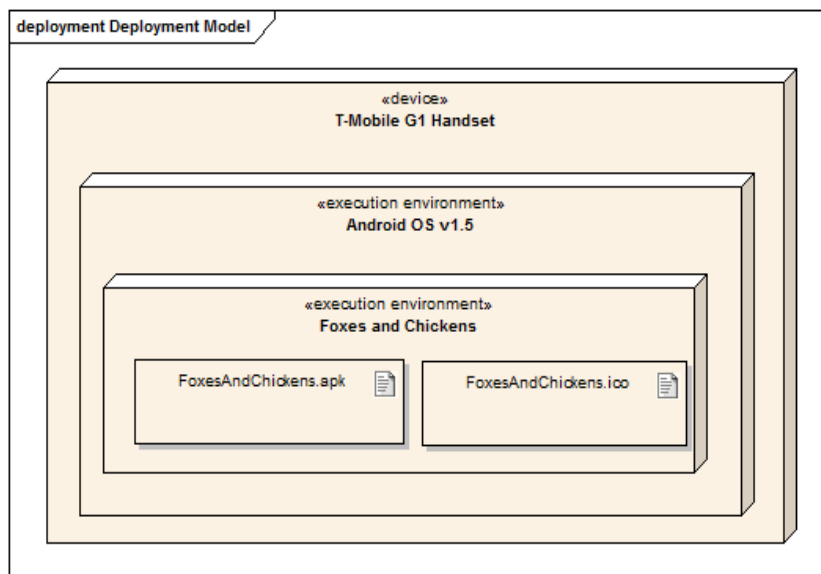 deployment Deployment Model
«device»
T-Mobile G1 Handset
«execution environment»
Android OS v1.5
«execution environment»
Foxes and Chickens
FoxesAndChickens.apk
FoxesAndChickens.ico